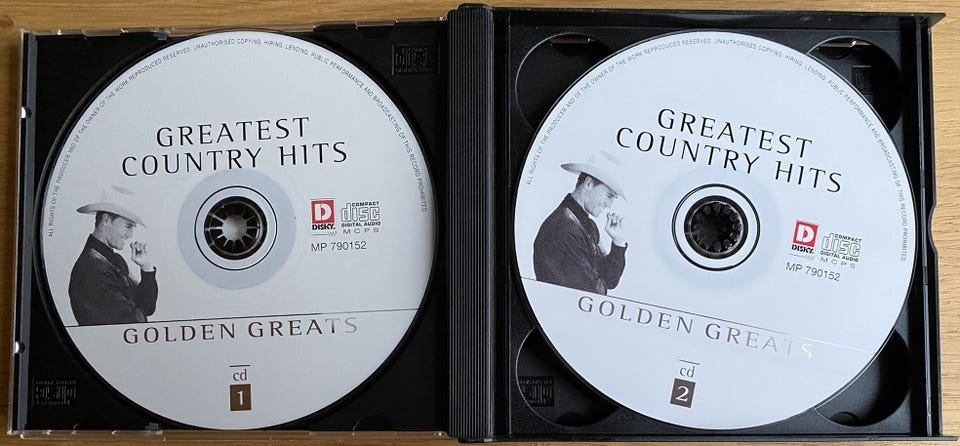 ALL RIGHTS OF THE PRODUCER AND OF THE OWNER OF THE WORK REPRODUCED RESERVED. UNAUTHORISED COPYING, HIRING, LENDING, PUBLIC PERFORMANCE AND BROADCASTING OF THIS RECORD PROHIBITED
GREATEST
COUNTRY HITS
D
DISKY
COMPACT
disc
DIGITAL AUDIO
MCPS
MP 790152
GOLDEN GREATS
cd
1
ALL RIGHTS OF THE PRODUCER AND OF THE OWNER OF THE WORK REPRODUCED RESERVED. UNAUTHORISED COPYING, HIRING, LENDING, PUBLIC PERFORMANCE AND BROADCASTING OF THIS RECORD PROHIBITED
GREATEST
COUNTRY HITS
D
DISKY
COMPACT
disc
DIGITAL AUDIO
MCPS
MP 790152
GOLDEN GREATS
cd
2